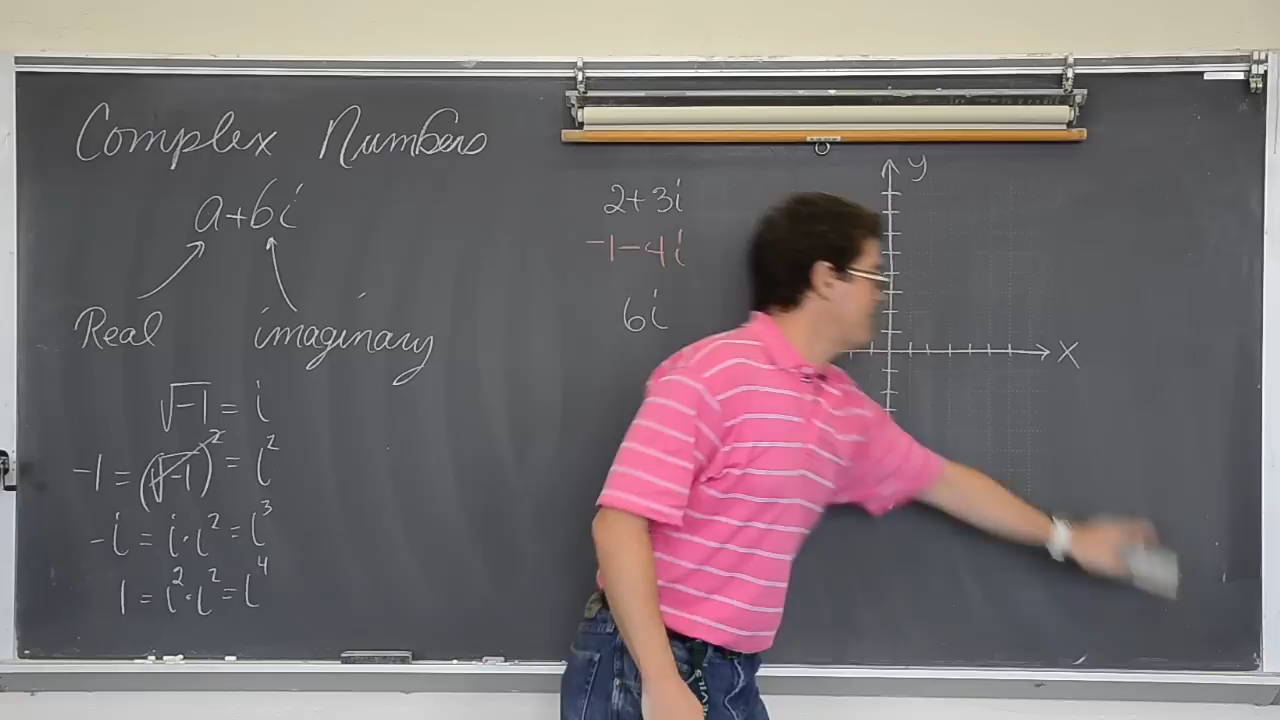 Complex Numbers
a+bi
Real imaginary
√-1 = i
-1 = (√-1)² = i²
-i = i·i² = i³
1 = i²·i² = i⁴
2+3i
-1-4i
6i
y
x